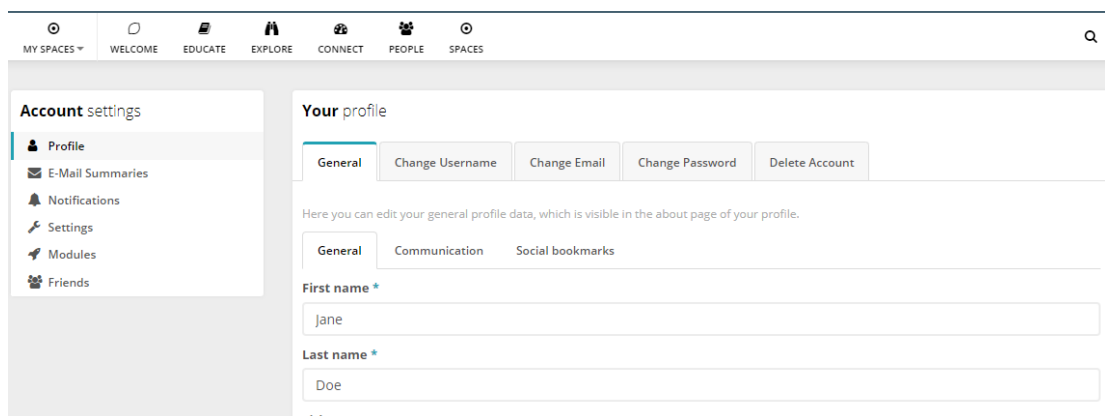 MY SPACES WELCOME EDUCATE EXPLORE CONNECT PEOPLE SPACES
Account settings
Profile
E-Mail Summaries
Notifications
Settings
Modules
Friends
Your profile
General Change Username Change Email Change Password Delete Account
Here you can edit your general profile data, which is visible in the about page of your profile.
General Communication Social bookmarks
First name *
Jane
Last name *
Doe